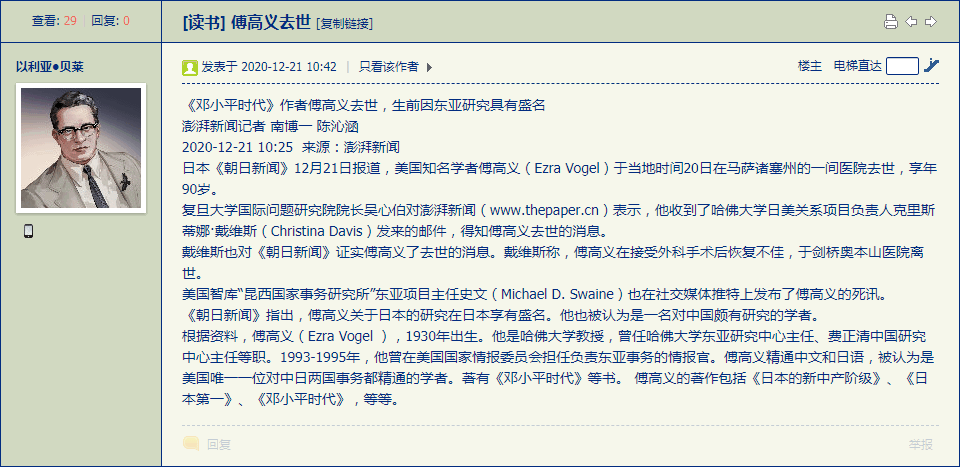 查看: 29 | 回复: 0
[读书] 傅高义去世 [复制链接]
以利亚●贝莱
发表于 2020-12-21 10:42 | 只看该作者
楼主 电梯直达
《邓小平时代》作者傅高义去世，生前因东亚研究具有盛名
澎湃新闻记者 南博一 陈沁涵
2020-12-21 10:25 来源：澎湃新闻
日本《朝日新闻》12月21日报道，美国知名学者傅高义（Ezra Vogel）于当地时间20日在马萨诸塞州的一间医院去世，享年
90岁。
复旦大学国际问题研究院院长吴心伯对澎湃新闻（www.thepaper.cn）表示，他收到了哈佛大学日美关系项目负责人克里斯
蒂娜·戴维斯（Christina Davis）发来的邮件，得知傅高义去世的消息。
戴维斯也对《朝日新闻》证实傅高义了去世的消息。戴维斯称，傅高义在接受外科手术后恢复不佳，于剑桥奥本山医院离
世。
美国智库“昆西国家事务研究所”东亚项目主任史文（Michael D. Swaine）也在社交媒体推特上发布了傅高义的死讯。
《朝日新闻》指出，傅高义关于日本的研究在日本享有盛名。他也被认为是一名对中国颇有研究的学者。
根据资料，傅高义（Ezra Vogel ），1930年出生。他是哈佛大学教授，曾任哈佛大学东亚研究中心主任、费正清中国研究
中心主任等职。1993-1995年，他曾在美国国家情报委员会担任负责东亚事务的情报官。傅高义精通中文和日语，被认为是
美国唯一一位对中日两国事务都精通的学者。著有《邓小平时代》等书。 傅高义的著作包括《日本的新中产阶级》、《日
本第一》、《邓小平时代》，等等。
回复
举报